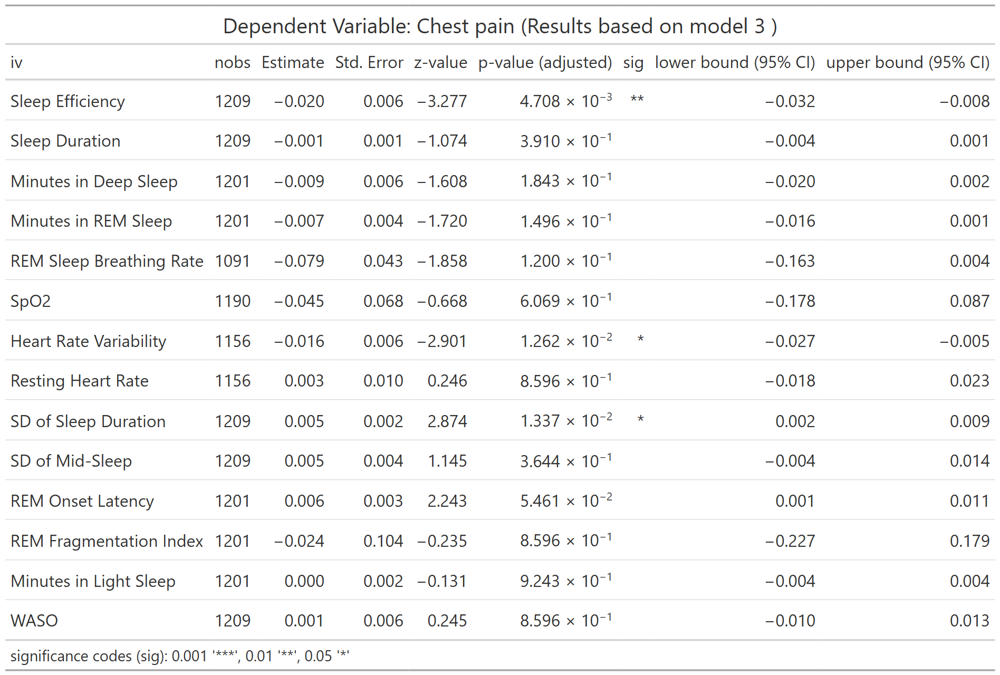 Dependent Variable: Chest pain (Results based on model 3 )
iv nobs Estimate Std. Error z-value p-value (adjusted) sig lower bound (95% CI) upper bound (95% CI)
Sleep Efficiency 1209 −0.020 0.006 −3.277 4.708 × 10⁻³ ** −0.032 −0.008
Sleep Duration 1209 −0.001 0.001 −1.074 3.910 × 10⁻¹ −0.004 0.001
Minutes in Deep Sleep 1201 −0.009 0.006 −1.608 1.843 × 10⁻¹ −0.020 0.002
Minutes in REM Sleep 1201 −0.007 0.004 −1.720 1.496 × 10⁻¹ −0.016 0.001
REM Sleep Breathing Rate 1091 −0.079 0.043 −1.858 1.200 × 10⁻¹ −0.163 0.004
SpO2 1190 −0.045 0.068 −0.668 6.069 × 10⁻¹ −0.178 0.087
Heart Rate Variability 1156 −0.016 0.006 −2.901 1.262 × 10⁻² * −0.027 −0.005
Resting Heart Rate 1156 0.003 0.010 0.246 8.596 × 10⁻¹ −0.018 0.023
SD of Sleep Duration 1209 0.005 0.002 2.874 1.337 × 10⁻² * 0.002 0.009
SD of Mid-Sleep 1209 0.005 0.004 1.145 3.644 × 10⁻¹ −0.004 0.014
REM Onset Latency 1201 0.006 0.003 2.243 5.461 × 10⁻² 0.001 0.011
REM Fragmentation Index 1201 −0.024 0.104 −0.235 8.596 × 10⁻¹ −0.227 0.179
Minutes in Light Sleep 1201 0.000 0.002 −0.131 9.243 × 10⁻¹ −0.004 0.004
WASO 1209 0.001 0.006 0.245 8.596 × 10⁻¹ −0.010 0.013
significance codes (sig): 0.001 '***', 0.01 '**', 0.05 '*'